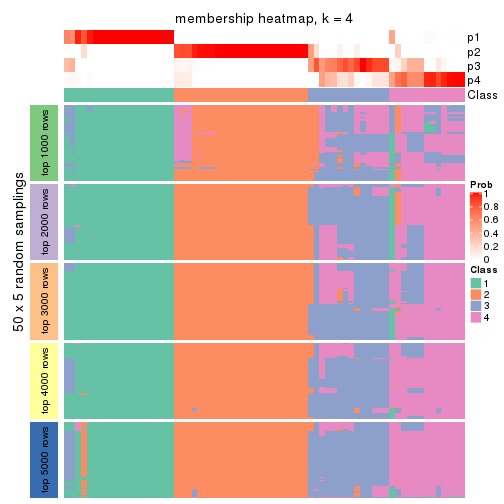 membership heatmap, k = 4
p1
p2
p3
p4
Class
50 x 5 random samplings
top 1000 rows
top 2000 rows
top 3000 rows
top 4000 rows
top 5000 rows
Prob
1
0.8
0.6
0.4
0.2
0
Class
1
2
3
4